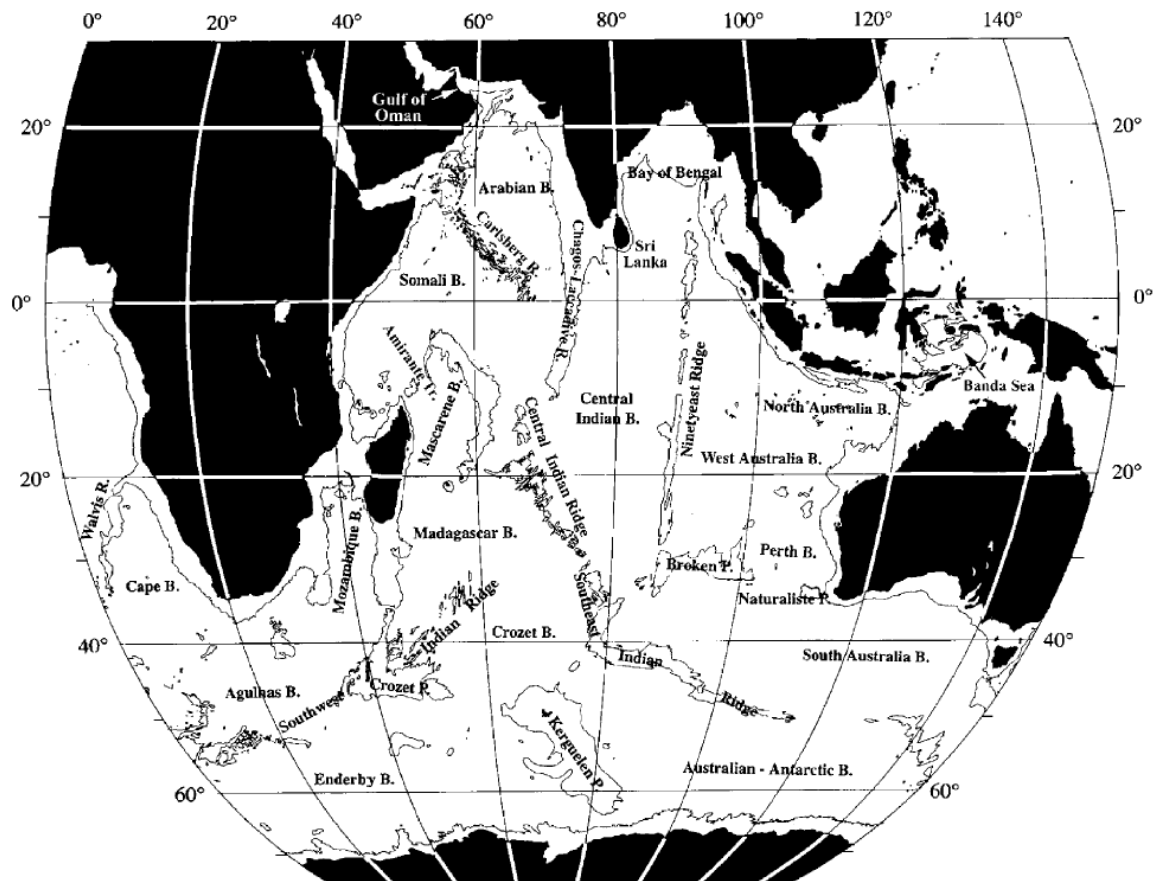 0° 20° 40° 60° 80° 100° 120° 140°
Gulf of
Oman
20° 20°
Bay of Bengal
Arabian B.
Carlsberg R.
Chagos-Laccadive R.
Sri
Lanka
Somali B.
0° 0°
Amirante Tr.
Mascarene B.
Ninetyeast Ridge
Banda Sea
Central
Indian B.
North Australia B.
Central Indian Ridge
West Australia B.
20° 20°
Walvis R.
Mozambique B.
Madagascar B.
Perth B.
Broken P.
Cape B.
Naturaliste P.
Southwest Indian Ridge
Southeast Indian Ridge
Crozet B.
40° 40°
South Australia B.
Agulhas B.
Crozet P.
Kerguelen P.
Enderby B.
Australian - Antarctic B.
60° 60°